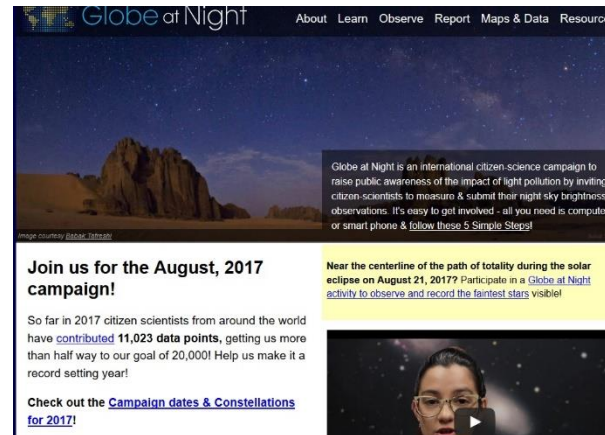 Globe at Night
About Learn Observe Report Maps & Data Resourc
Globe at Night is an international citizen-science campaign to
raise public awareness of the impact of light pollution by inviting
citizen-scientists to measure & submit their night sky brightness
observations. It's easy to get involved - all you need is compute
or smart phone & follow these 5 Simple Steps!
Image courtesy Babak Tafreshi
Join us for the August, 2017
campaign!
So far in 2017 citizen scientists from around the world
have contributed 11,023 data points, getting us more
than half way to our goal of 20,000! Help us make it a
record setting year!
Check out the Campaign dates & Constellations
for 2017!
Near the centerline of the path of totality during the solar
eclipse on August 21, 2017? Participate in a Globe at Night
activity to observe and record the faintest stars visible!